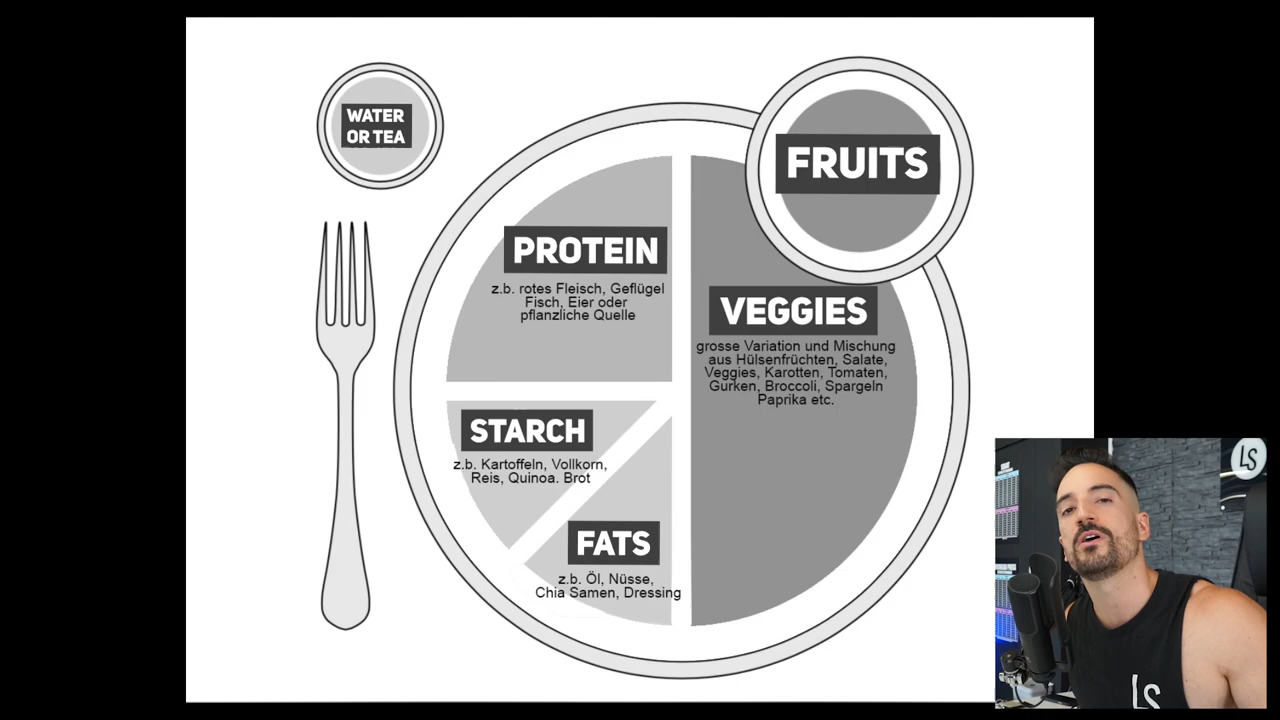 WATER
OR TEA
FRUITS
PROTEIN
z.b. rotes Fleisch, Geflügel
Fisch, Eier oder
pflanzliche Quelle
VEGGIES
grosse Variation und Mischung
aus Hülsenfrüchten, Salate,
Veggies, Karotten, Tomaten,
Gurken, Broccoli, Spargeln
Paprika etc.
STARCH
z.b. Kartoffeln, Vollkorn,
Reis, Quinoa. Brot
FATS
z.b. Öl, Nüsse,
Chia Samen, Dressing
LS
LS